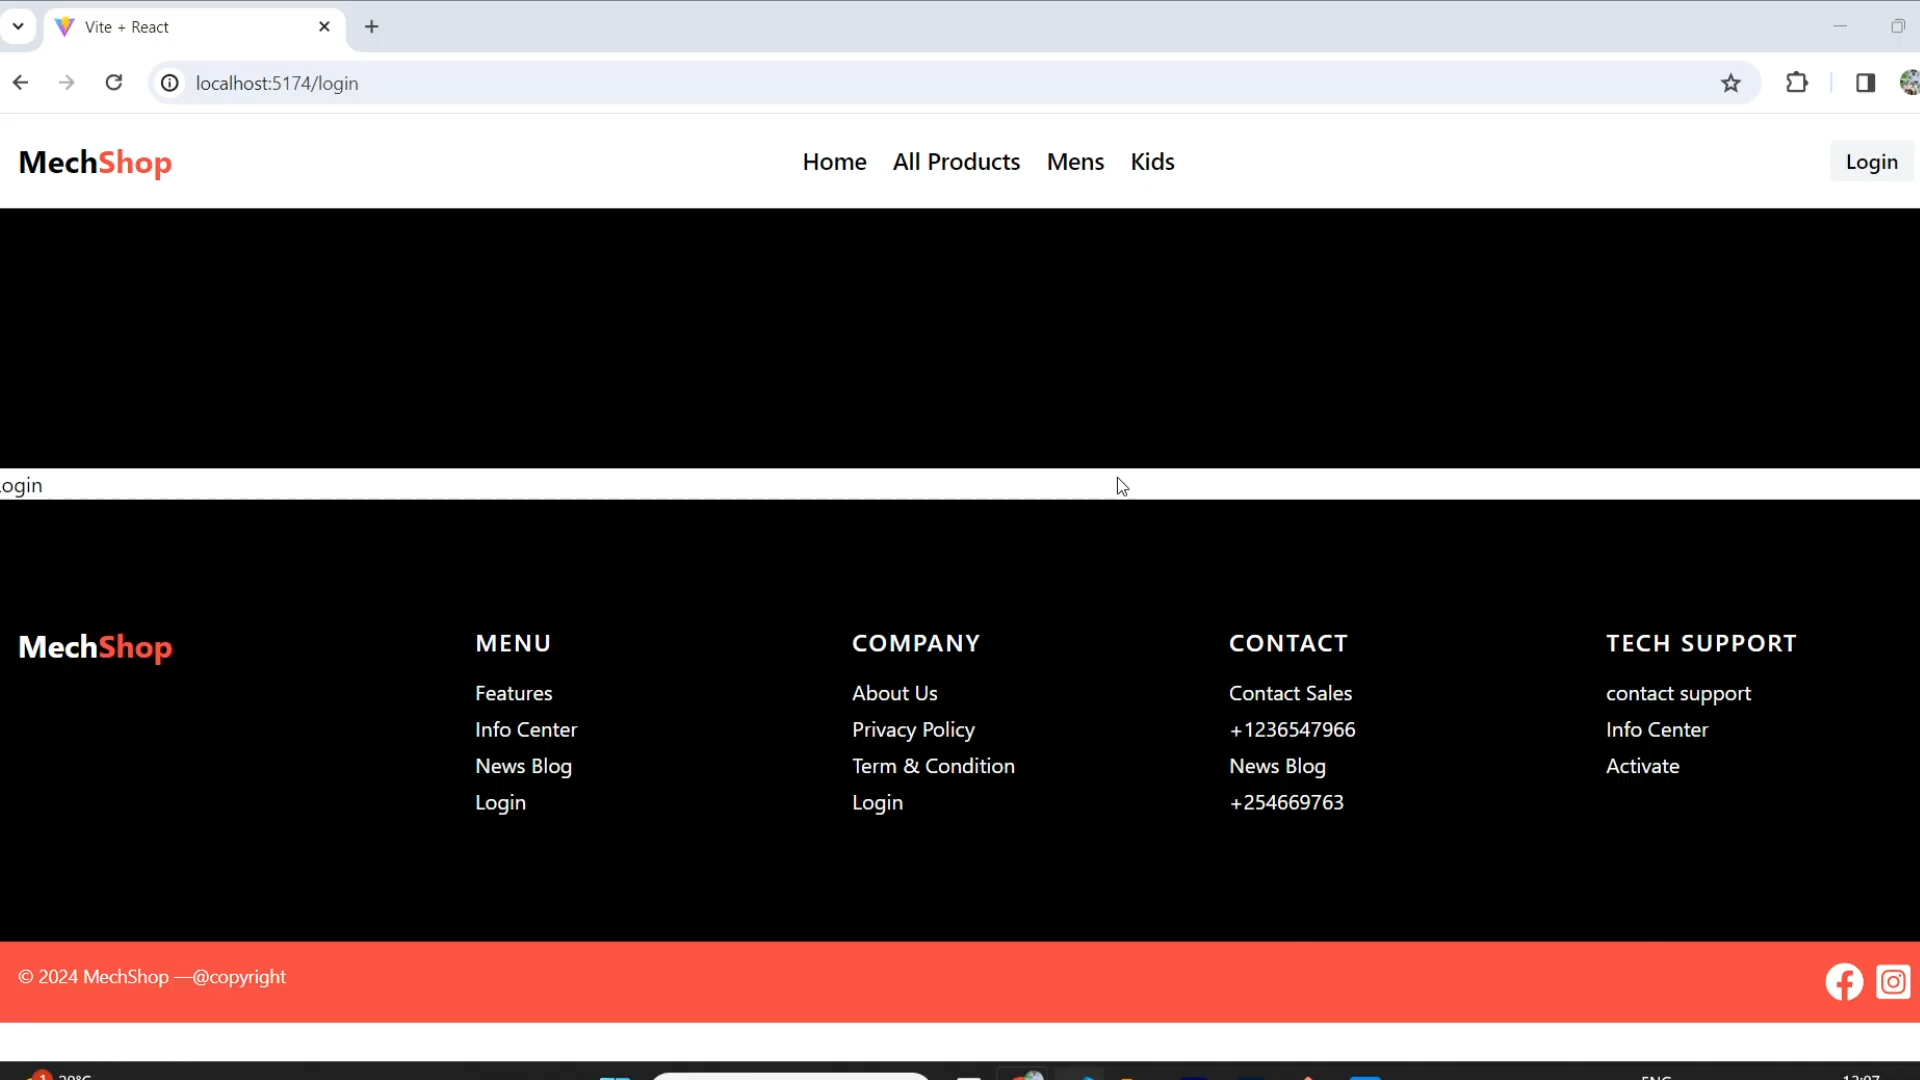 Vite + React
localhost:5174/login
MechShop
Home All Products Mens Kids
Login
ogin
MechShop
MENU
Features
Info Center
News Blog
Login
COMPANY
About Us
Privacy Policy
Term & Condition
Login
CONTACT
Contact Sales
+1236547966
News Blog
+254669763
TECH SUPPORT
contact support
Info Center
Activate
© 2024 MechShop —@copyright